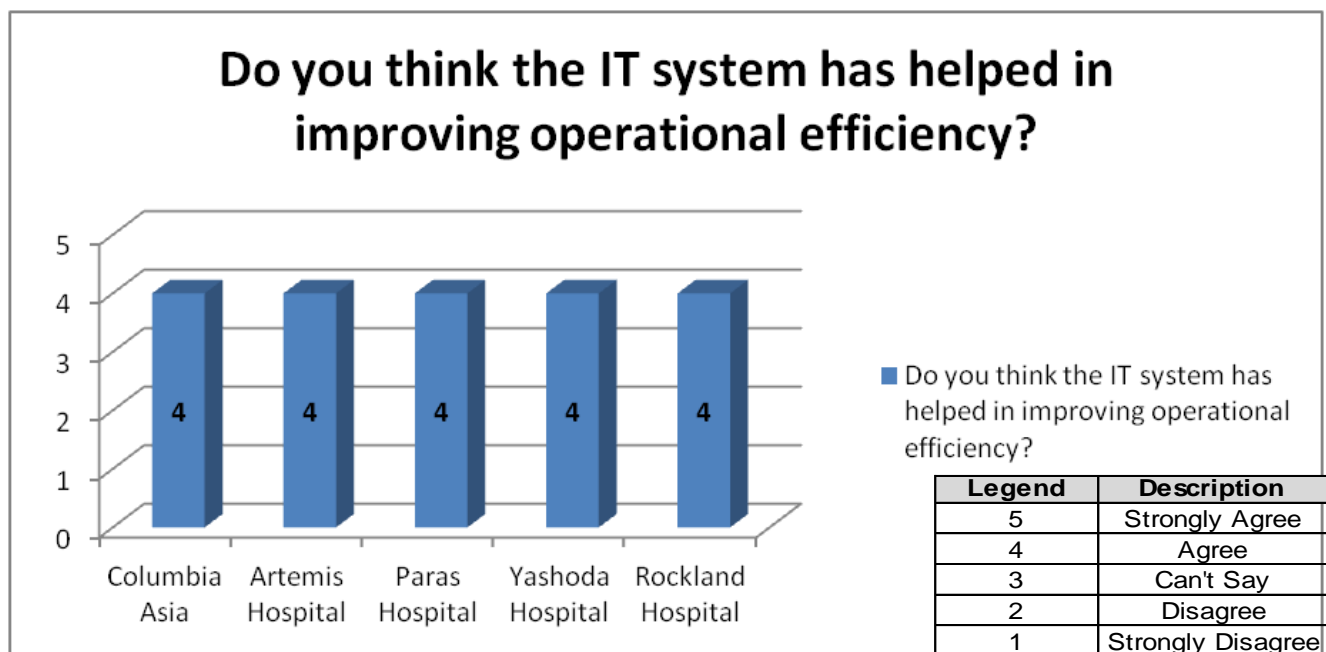 Do you think the IT system has helped in
improving operational efficiency?
5
4
3
2
1
0
4 4 4 4 4
Columbia Asia
Artemis Hospital
Paras Hospital
Yashoda Hospital
Rockland Hospital
Do you think the IT system has
helped in improving operational
efficiency?
Legend Description
5 Strongly Agree
4 Agree
3 Can't Say
2 Disagree
1 Strongly Disagree